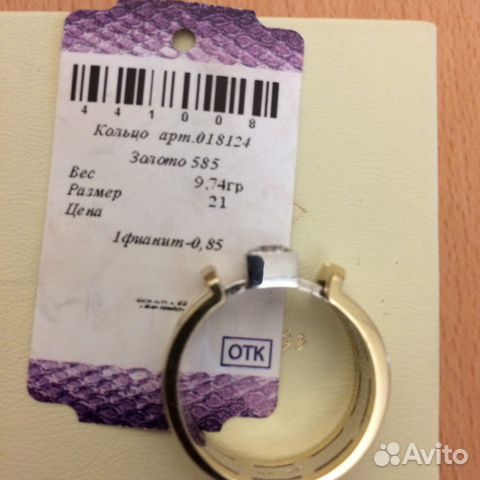 441008
Кольцо арт.018124
Золото 585
Вес 9,74гр
Размер 21
Цена
1фианит-0,85
ОТК
Avito